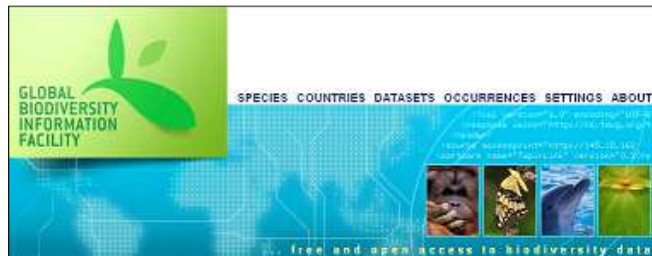 GLOBAL
BIODIVERSITY
INFORMATION
FACILITY
SPECIES COUNTRIES DATASETS OCCURRENCES SETTINGS ABOUT
... free and open access to biodiversity data